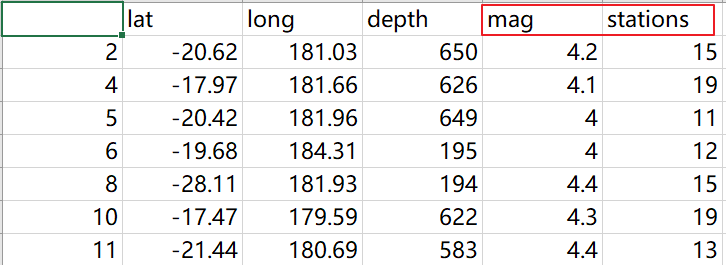 lat long depth mag stations
2 -20.62 181.03 650 4.2 15
4 -17.97 181.66 626 4.1 19
5 -20.42 181.96 649 4 11
6 -19.68 184.31 195 4 12
8 -28.11 181.93 194 4.4 15
10 -17.47 179.59 622 4.3 19
11 -21.44 180.69 583 4.4 13